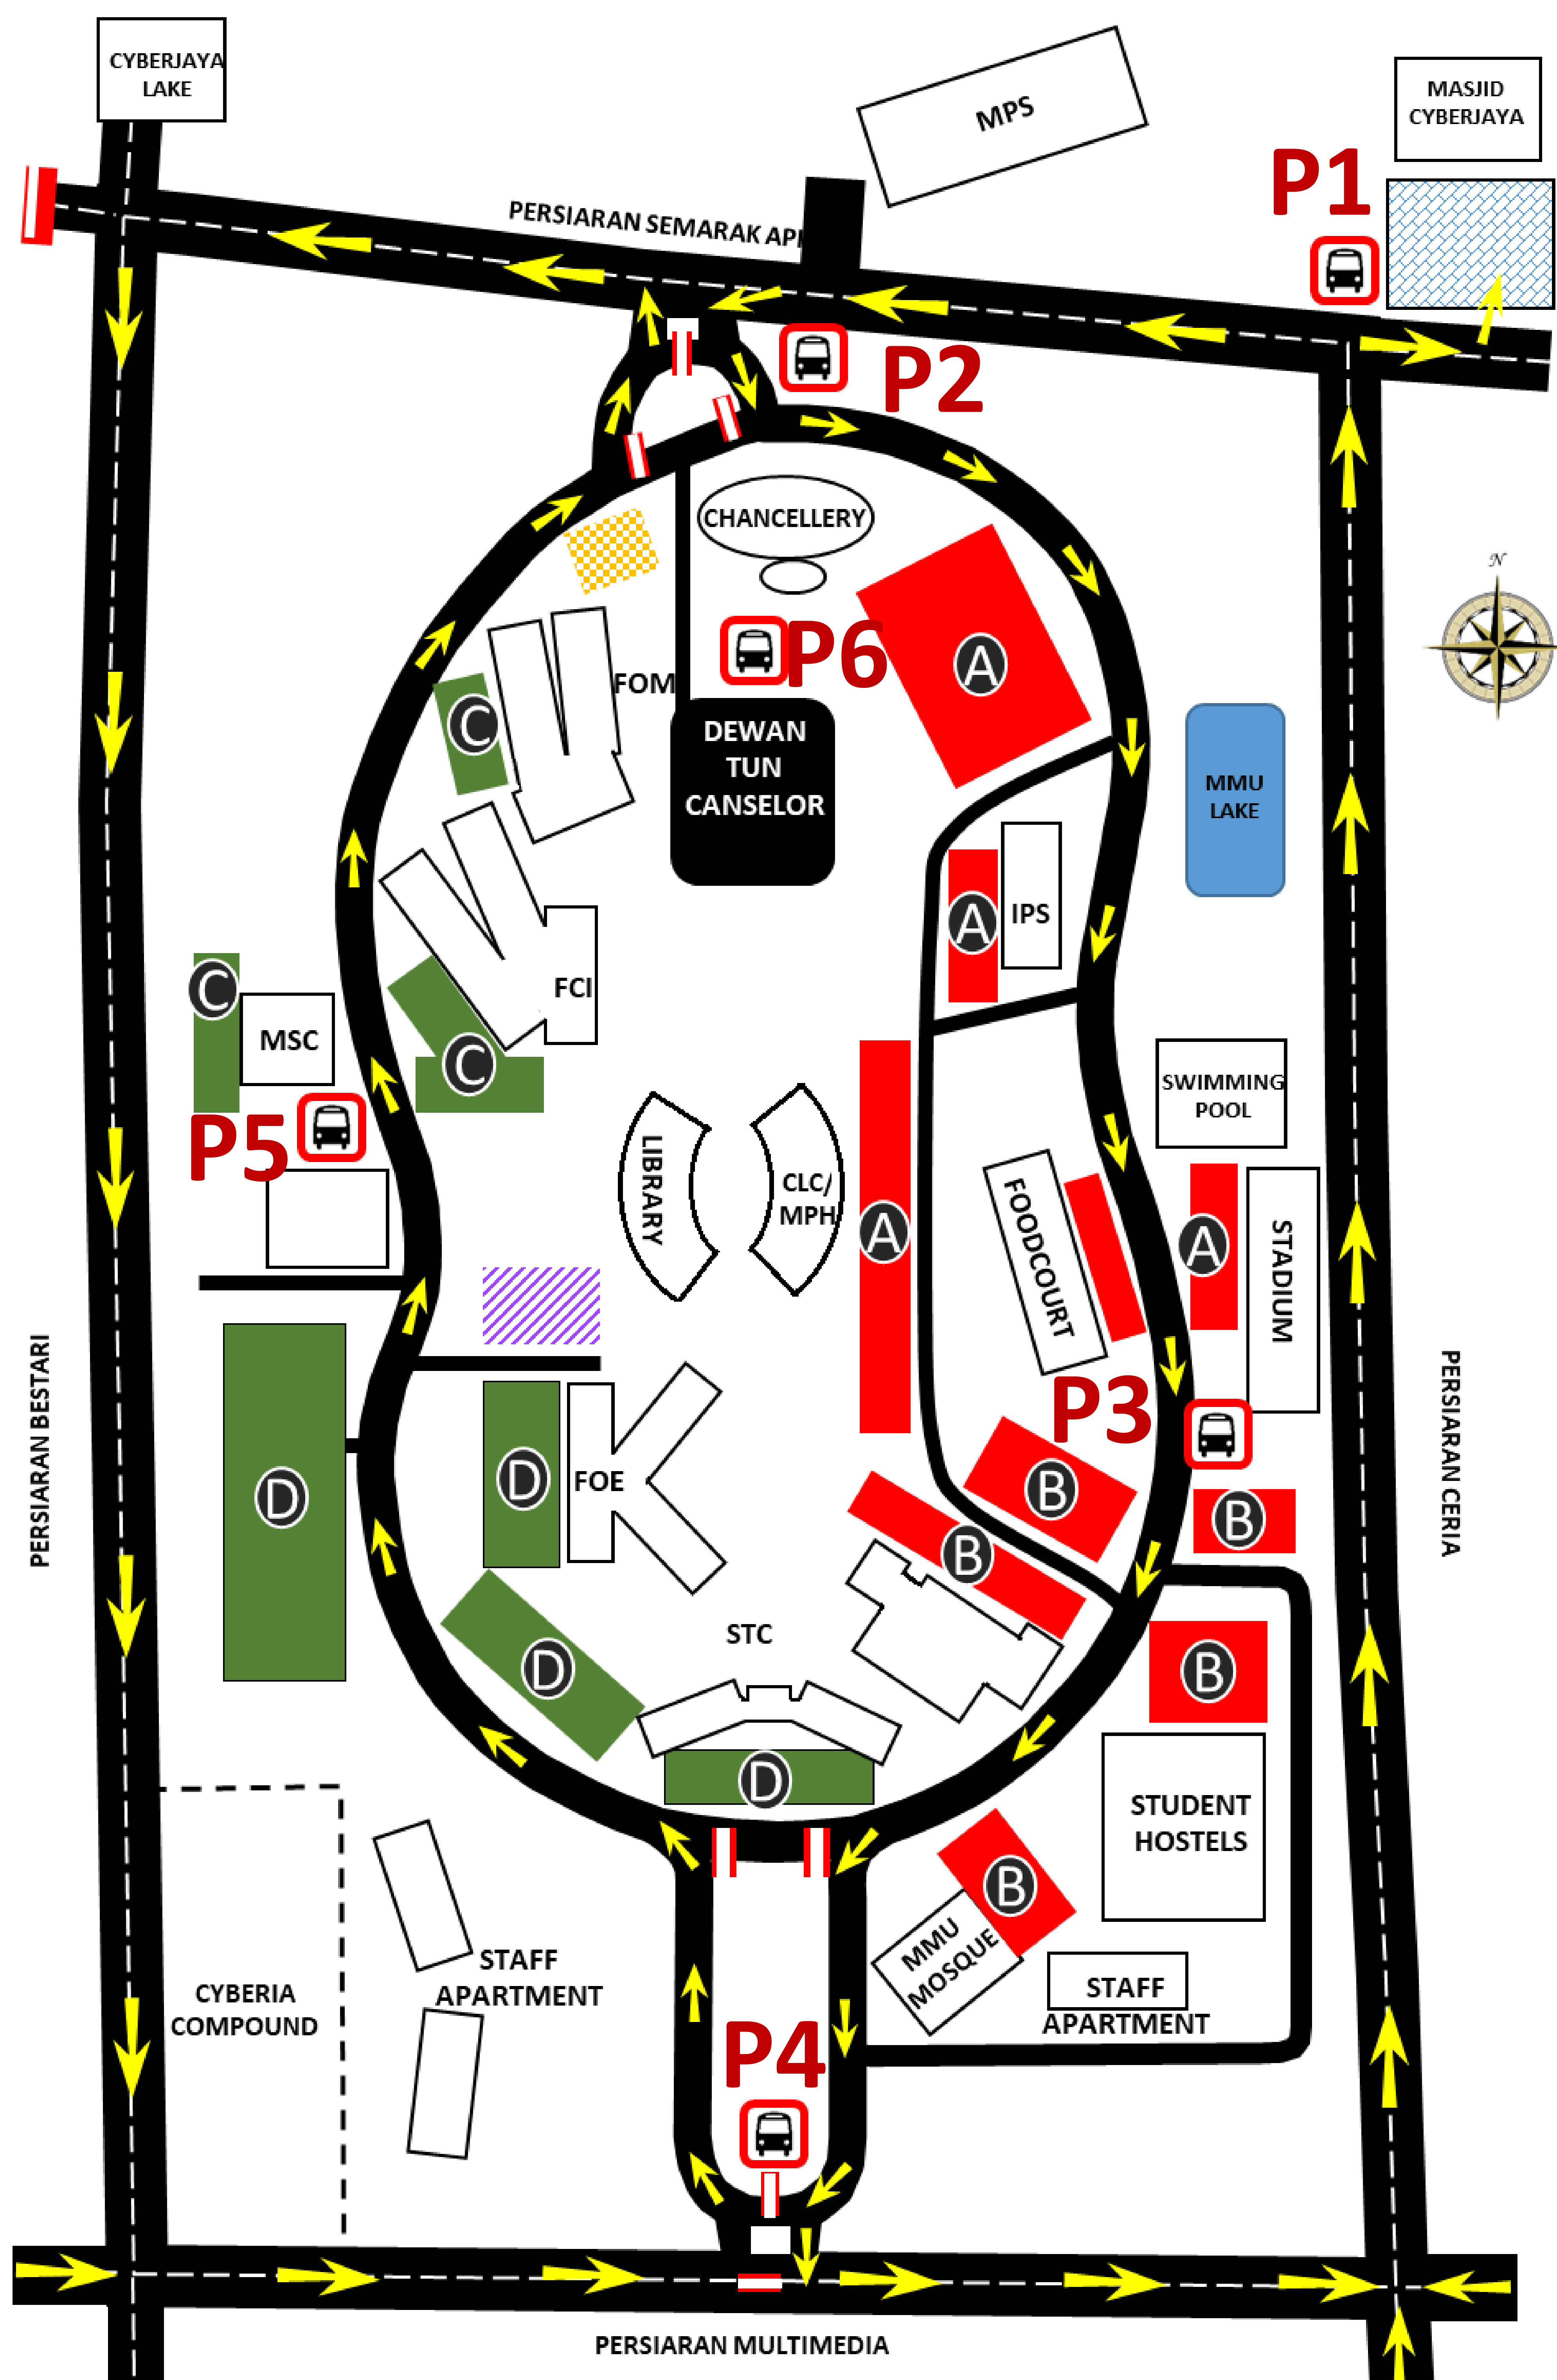 CYBERJAYA
LAKE
MPS
MASJID
CYBERJAYA
P1
PERSIARAN SEMARAK API
P2
CHANCELLERY
N
P6
A
FOM
C
DEWAN
TUN
CANSELOR
MMU
LAKE
A
IPS
C
FCI
MSC
C
SWIMMING
POOL
P5
LIBRARY
CLC/
MPH
A
FOODCOURT
A
STADIUM
PERSIARAN BESTARI
PERSIARAN CERIA
P3
D
D
FOE
B
B
B
STC
D
B
D
STUDENT
HOSTELS
B
MMU
MOSQUE
STAFF
APARTMENT
STAFF
APARTMENT
CYBERIA
COMPOUND
P4
PERSIARAN MULTIMEDIA